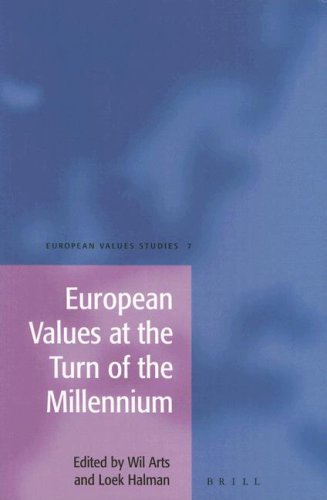 EUROPEAN VALUES STUDIES 7
European
Values at the
Turn of the
Millennium
Edited by Wil Arts
and Loek Halman
BRILL